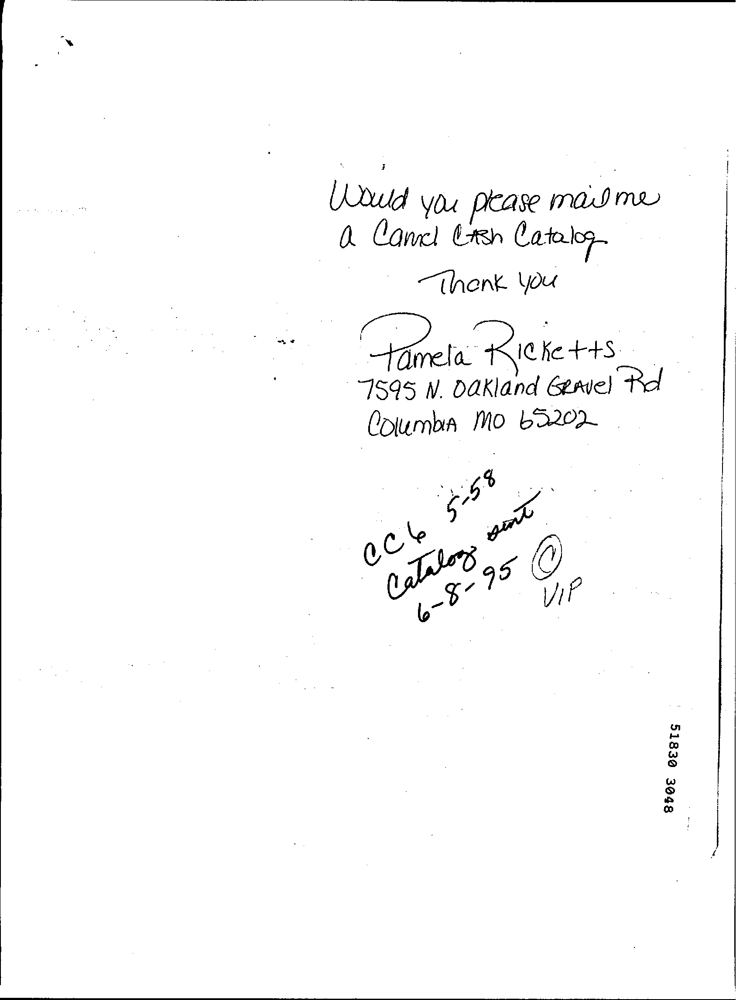 Would you please mail me
a Camel Cash Catalog
Thank you
Pamela Ricketts
7595 N. Oakland Gravel Rd
Columbia MO 65202
CC6 5-58
Catalog sent
6-8-95 ©
VIP
51830 3048